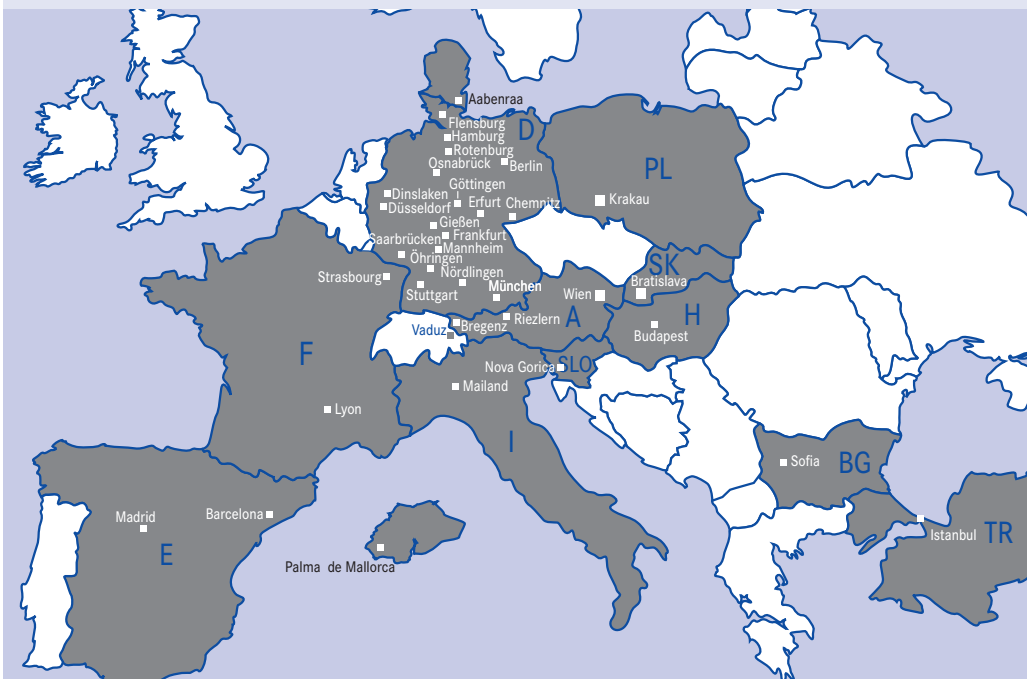 Aabenraa
Flensburg
D
Hamburg
Rotenburg
Osnabrück
Berlin
PL
Göttingen
Dinslaken
Erfurt
Chemnitz
Krakau
Düsseldorf
Gießen
Frankfurt
Saarbrücken
Mannheim
Öhringen
SK
Strasbourg
Nördlingen
Bratislava
Stuttgart
München
Wien
A
H
Riezlern
Vaduz
Bregenz
Budapest
F
Nova Gorica
SLO
Mailand
Lyon
I
Sofia
BG
Madrid
Barcelona
E
Istanbul
TR
Palma de Mallorca